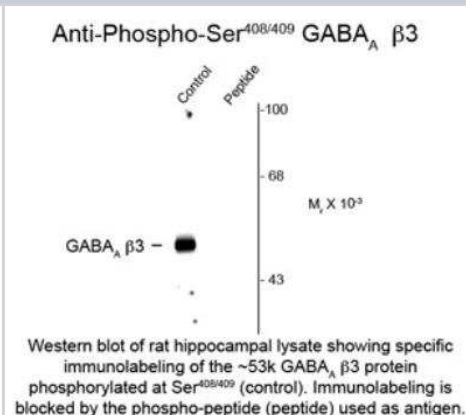 Anti-Phospho-Ser408/409 GABAA β3
Control
Peptide
-100
- 68
Mr X 10-3
GABAA β3 –
- 43
Western blot of rat hippocampal lysate showing specific
immunolabeling of the ~53k GABAA β3 protein
phosphorylated at Ser408/409 (control). Immunolabeling is
blocked by the phospho-peptide (peptide) used as antigen.